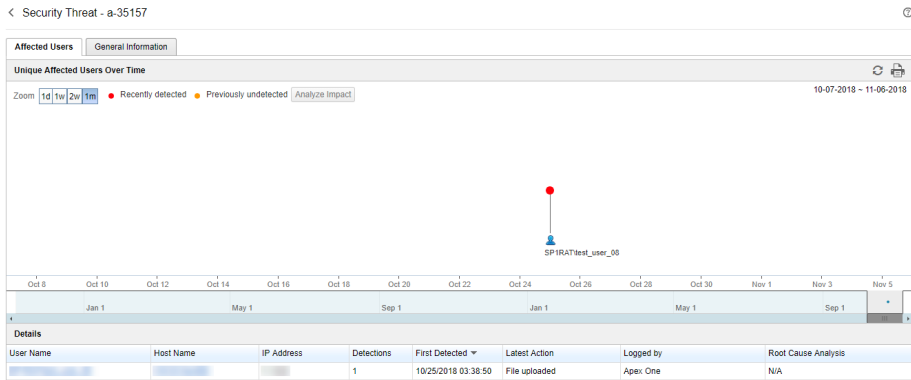 Security Threat - a-35157
Affected Users General Information
Unique Affected Users Over Time
Zoom 1d 1w 2w 1m Recently detected Previously undetected Analyze Impact 10-07-2018 ~ 11-06-2018
SP1RAT\test_user_08
Oct 8 Oct 10 Oct 12 Oct 14 Oct 16 Oct 18 Oct 20 Oct 22 Oct 24 Oct 26 Oct 28 Oct 30 Nov 1 Nov 3 Nov 5
Jan 1 May 1 Sep 1 Jan 1 May 1 Sep 1
Details
User Name Host Name IP Address Detections First Detected Latest Action Logged by Root Cause Analysis
1 10/25/2018 03:38:50 File uploaded Apex One N/A